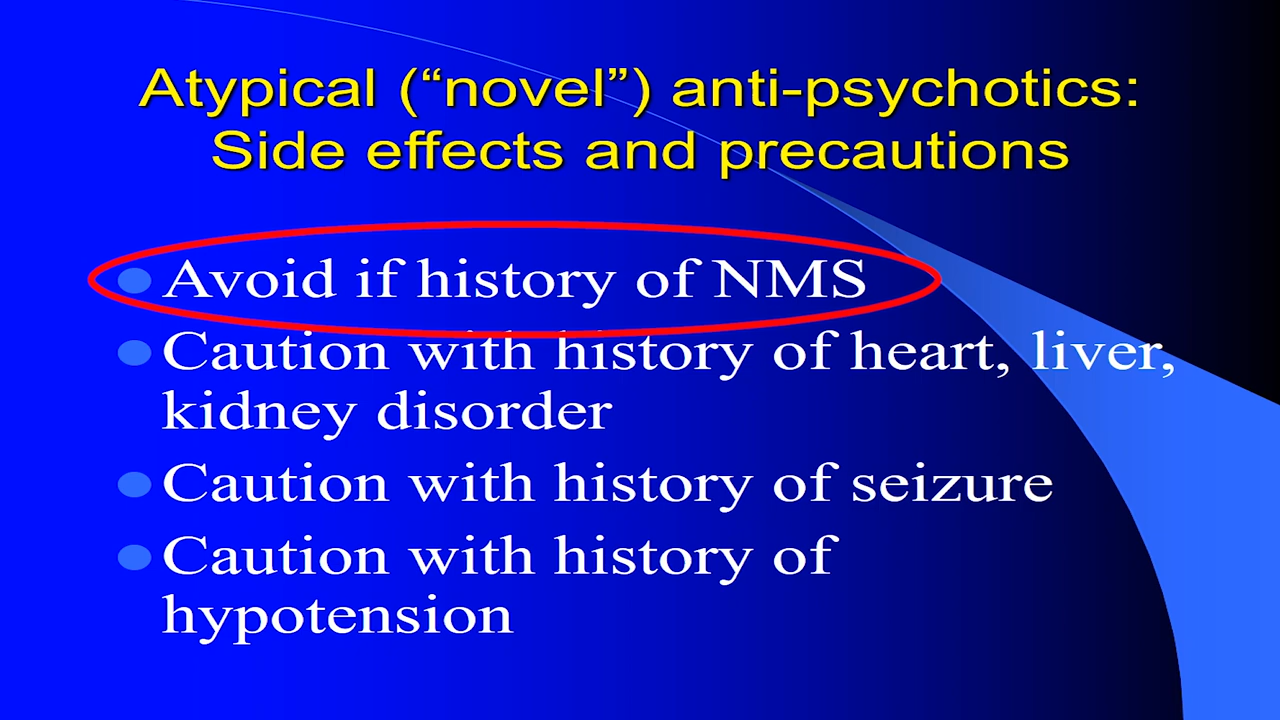 Atypical (“novel”) anti-psychotics:
Side effects and precautions
Avoid if history of NMS
Caution with history of heart, liver,
kidney disorder
Caution with history of seizure
Caution with history of
hypotension